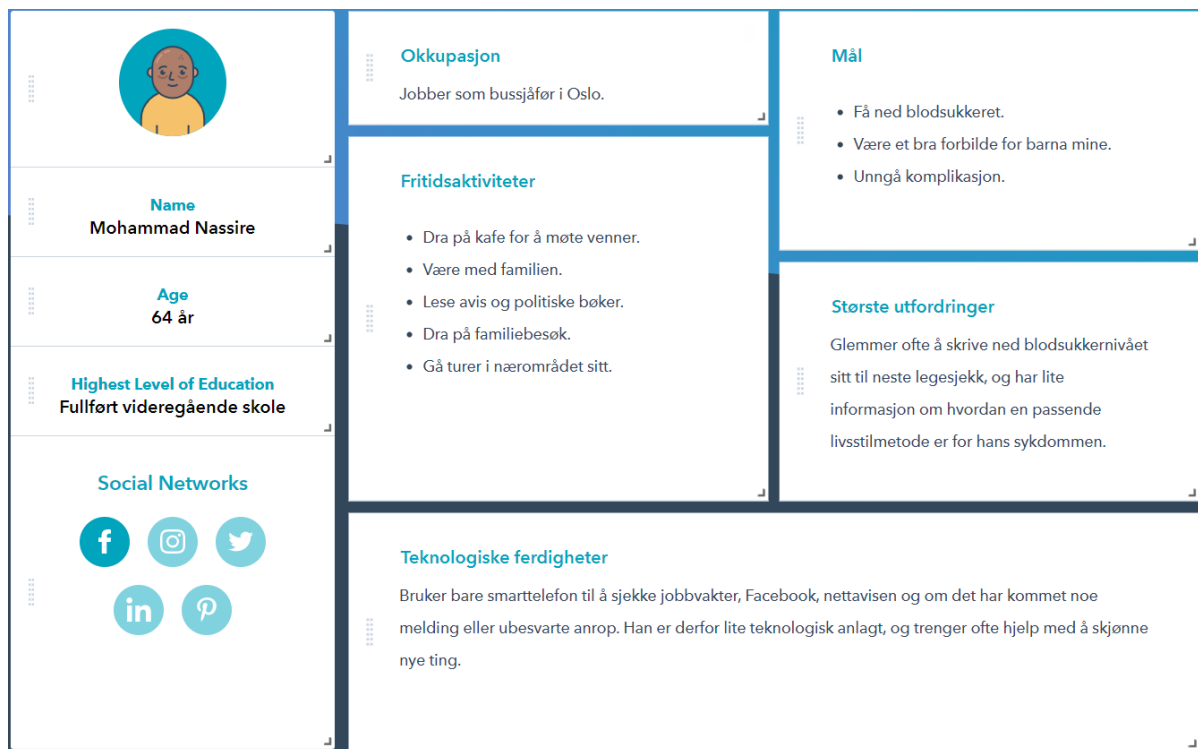 Name
Mohammad Nassire
Age
64 år
Highest Level of Education
Fullført videregående skole
Social Networks
Okkupasjon
Jobber som bussjåfør i Oslo.
Fritidsaktiviteter
• Dra på kafe for å møte venner.
• Være med familien.
• Lese avis og politiske bøker.
• Dra på familiebesøk.
• Gå turer i nærområdet sitt.
Mål
• Få ned blodsukkeret.
• Være et bra forbilde for barna mine.
• Unngå komplikasjon.
Største utfordringer
Glemmer ofte å skrive ned blodsukkernivået
sitt til neste legesjekk, og har lite
informasjon om hvordan en passende
livsstilmetode er for hans sykdommen.
Teknologiske ferdigheter
Bruker bare smarttelefon til å sjekke jobbvakter, Facebook, nettavisen og om det har kommet noe
melding eller ubesvarte anrop. Han er derfor lite teknologisk anlagt, og trenger ofte hjelp med å skjønne
nye ting.